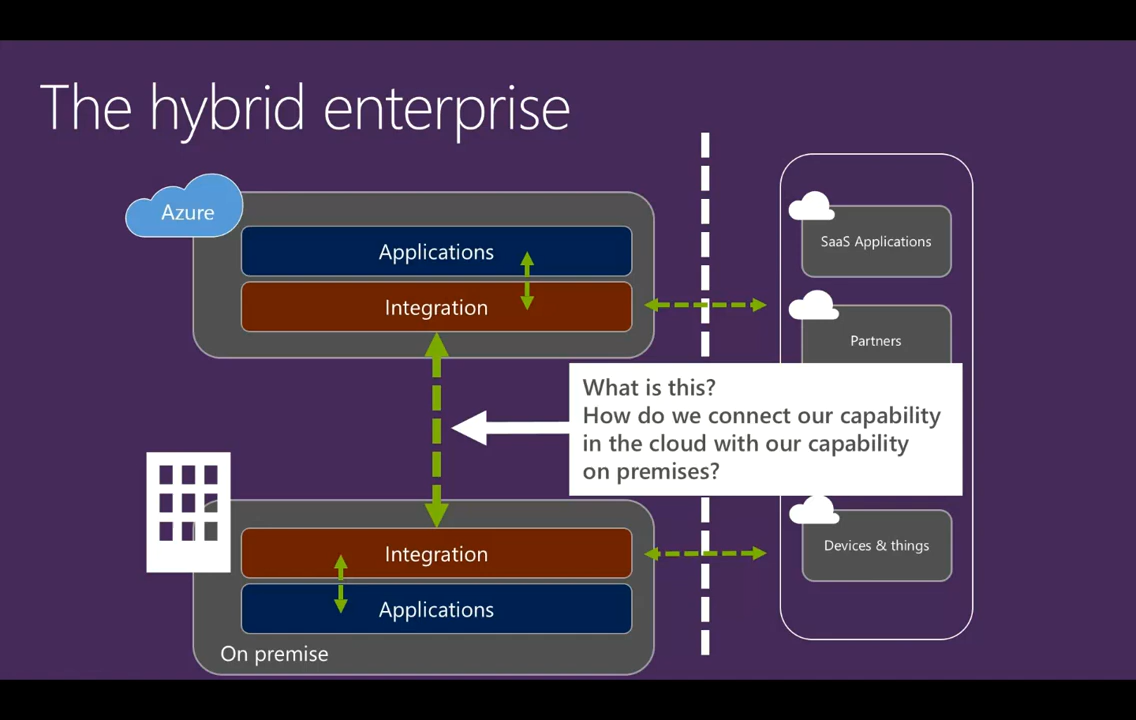 The hybrid enterprise
Azure
Applications
Integration
SaaS Applications
Partners
What is this?
How do we connect our capability
in the cloud with our capability
on premises?
Devices & things
Integration
Applications
On premise